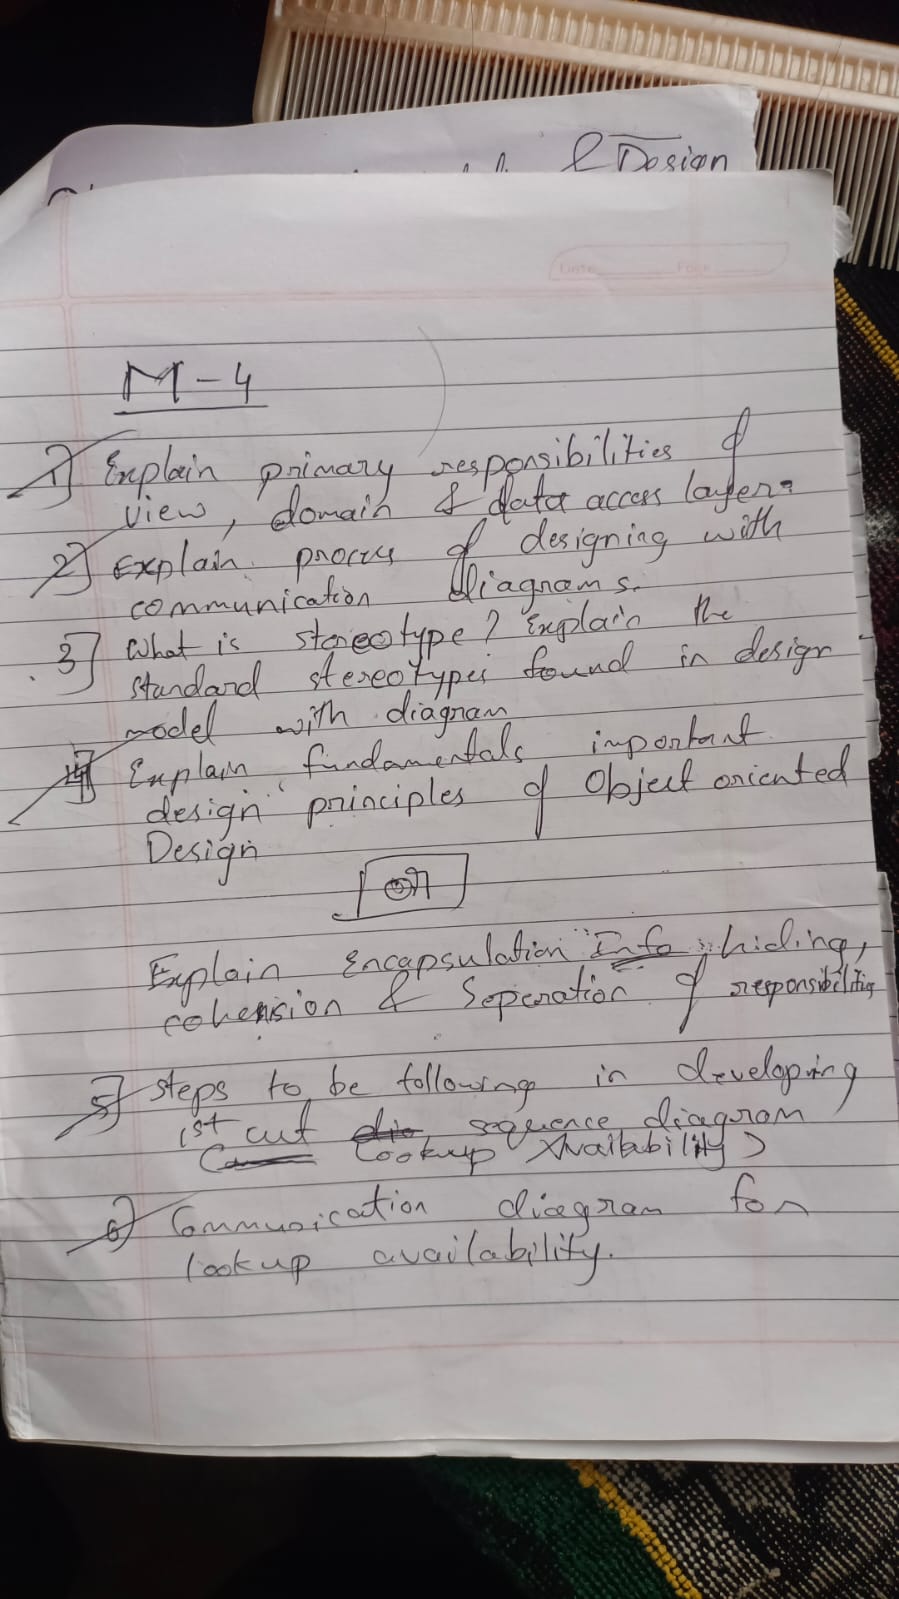 & Design
Date Page
M-4
1] Explain primary responsibilities of
view, domain & data access layer.
2] Explain process of designing with
communication diagrams.
3] What is stereotype? Explain the
standard stereotypes found in design
model with diagram
4] Explain fundamentals important
design principles of Object oriented
Design
OR
Explain Encapsulation Info hiding,
cohension & Seperation of responsibilities
5] steps to be following in developing
1st cut sequence diagram
Lookup Availability)
6] Communication diagram for
lookup availability.